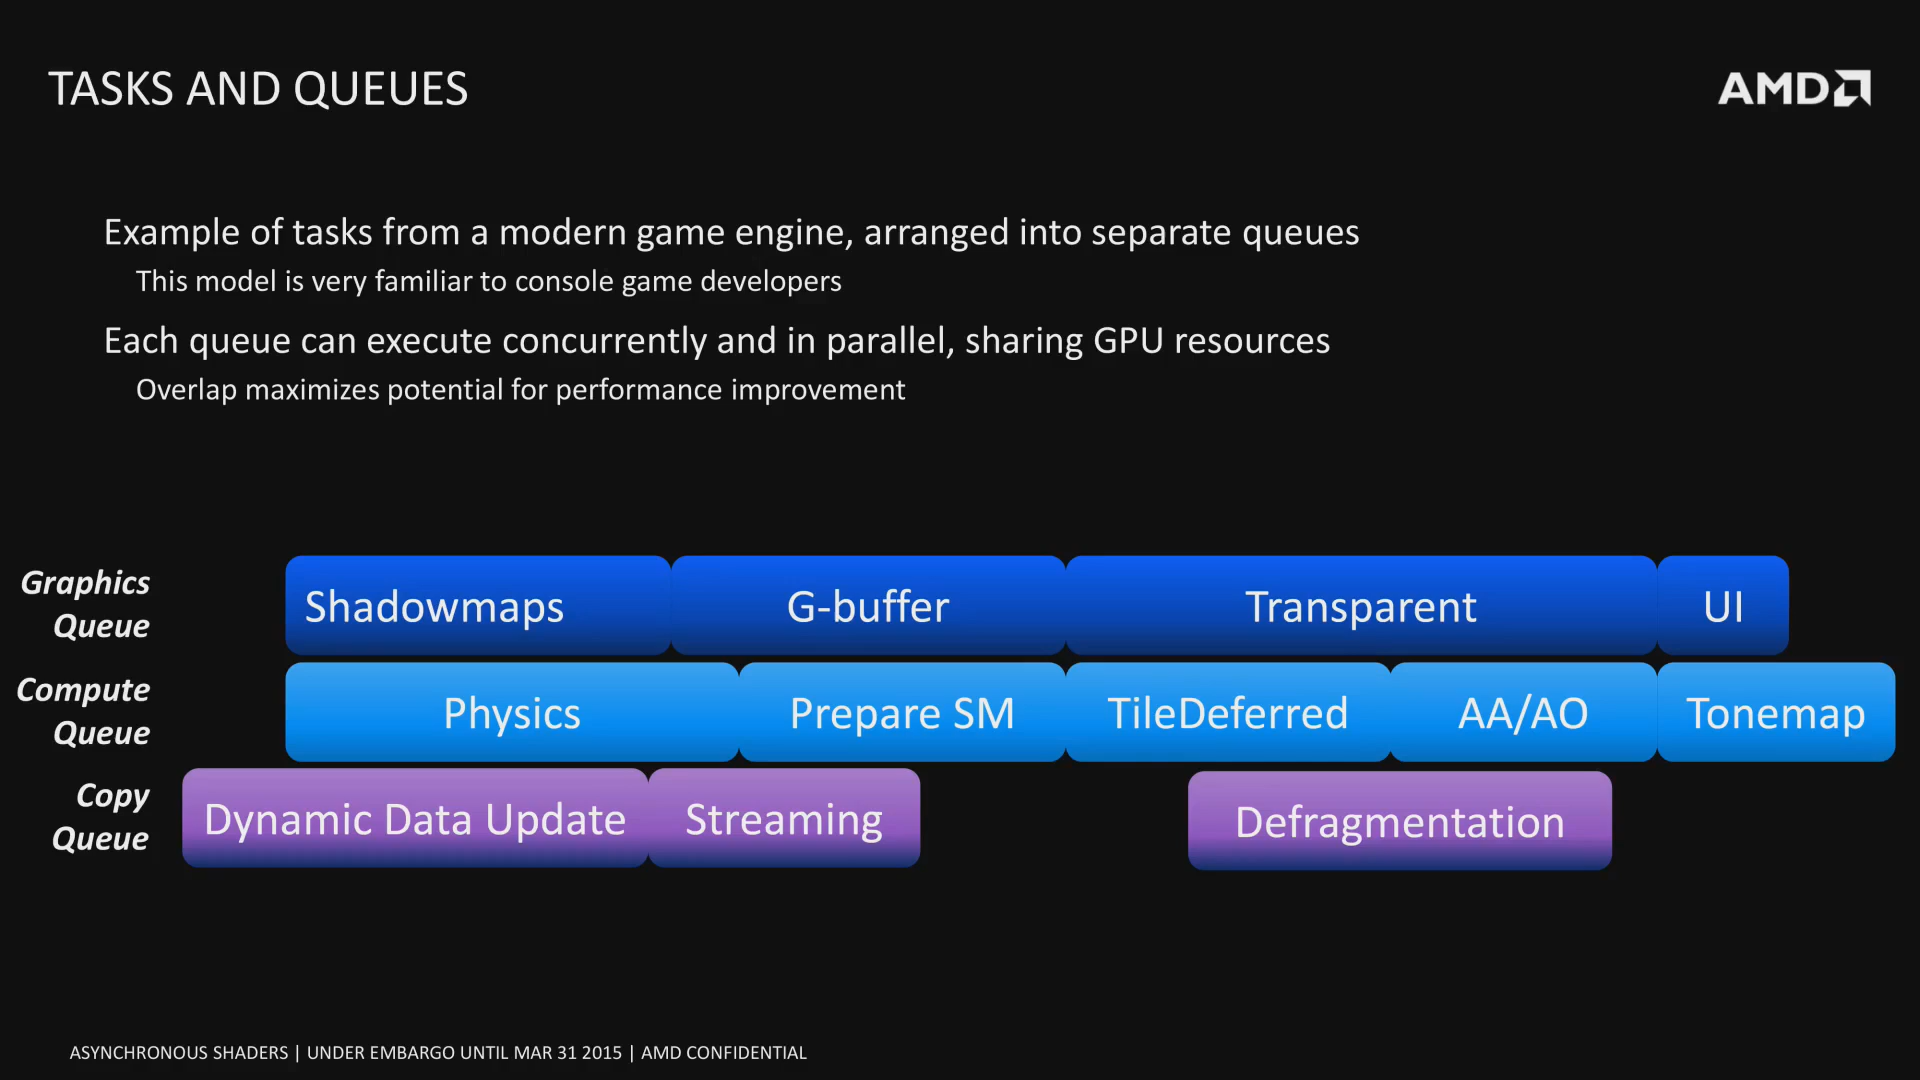 TASKS AND QUEUES
AMD
Example of tasks from a modern game engine, arranged into separate queues
This model is very familiar to console game developers
Each queue can execute concurrently and in parallel, sharing GPU resources
Overlap maximizes potential for performance improvement
Graphics
Queue
Shadowmaps
G-buffer
Transparent
UI
Compute
Queue
Physics
Prepare SM
TileDeferred
AA/AO
Tonemap
Copy
Queue
Dynamic Data Update
Streaming
Defragmentation
ASYNCHRONOUS SHADERS | UNDER EMBARGO UNTIL MAR 31 2015 | AMD CONFIDENTIAL